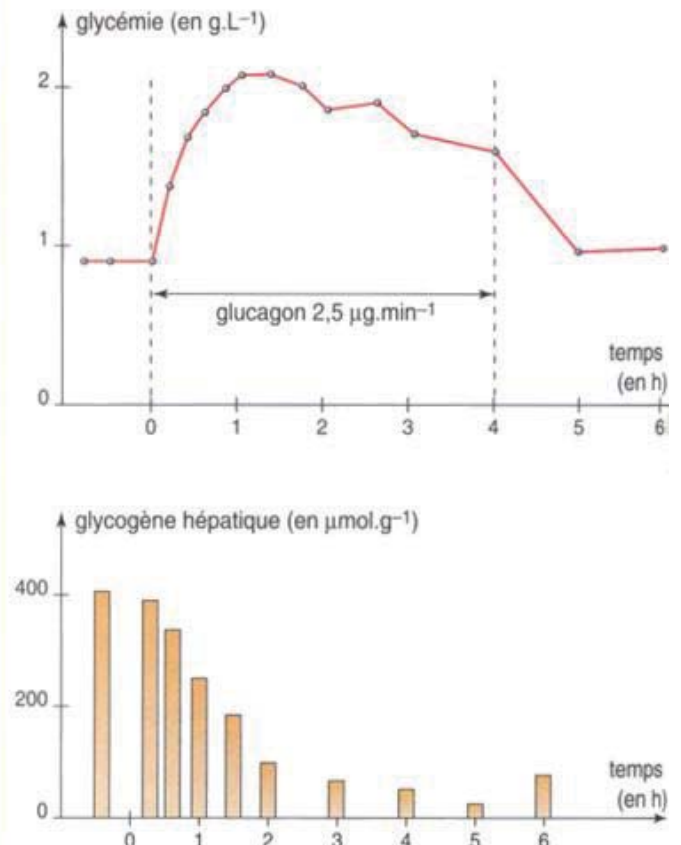 glycémie (en g.L⁻¹)
2
1
glucagon 2,5 µg.min⁻¹
temps
(en h)
0
0 1 2 3 4 5 6
glycogène hépatique (en µmol.g⁻¹)
400
200
temps
(en h)
0
0 1 2 3 4 5 6